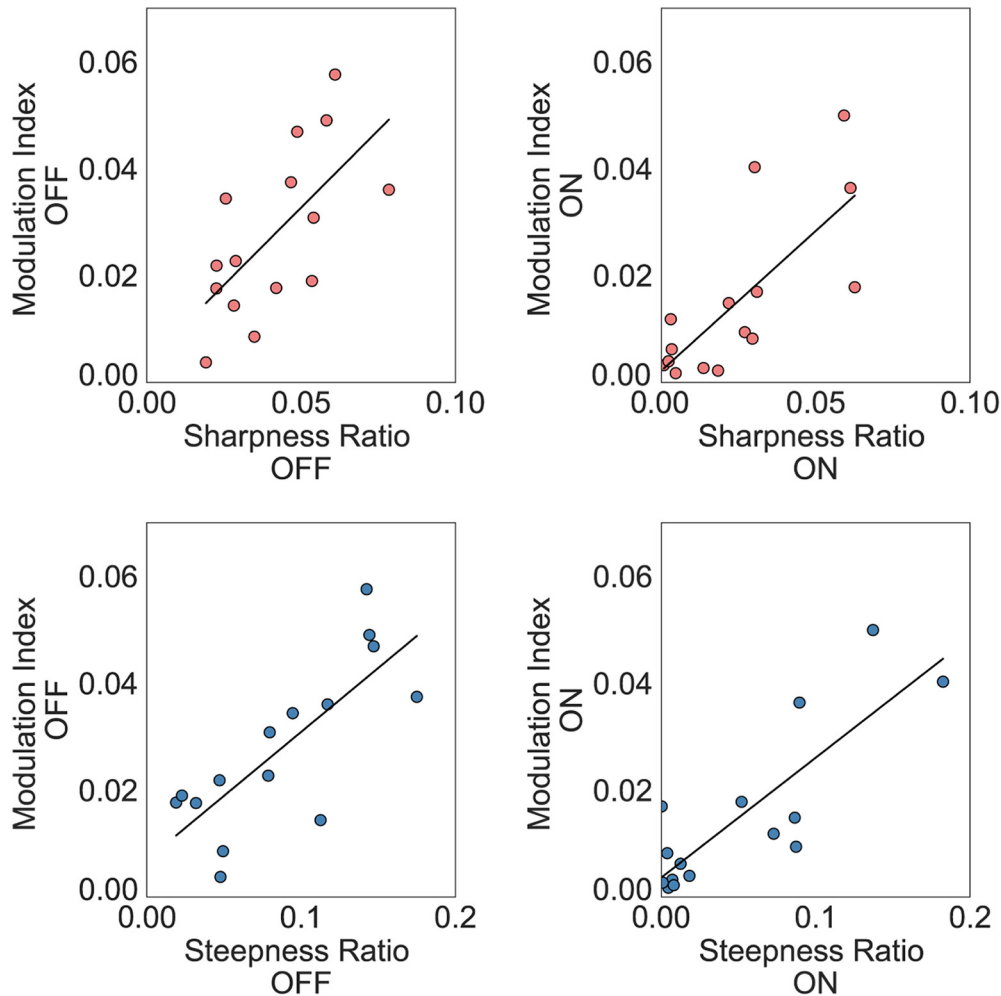 Modulation Index
OFF
0.06
0.04
0.02
0.00
0.00 0.05 0.10
Sharpness Ratio
OFF
Modulation Index
ON
0.06
0.04
0.02
0.00
0.00 0.05 0.10
Sharpness Ratio
ON
Modulation Index
OFF
0.06
0.04
0.02
0.00
0.00 0.1 0.2
Steepness Ratio
OFF
Modulation Index
ON
0.06
0.04
0.02
0.00
0.00 0.1 0.2
Steepness Ratio
ON